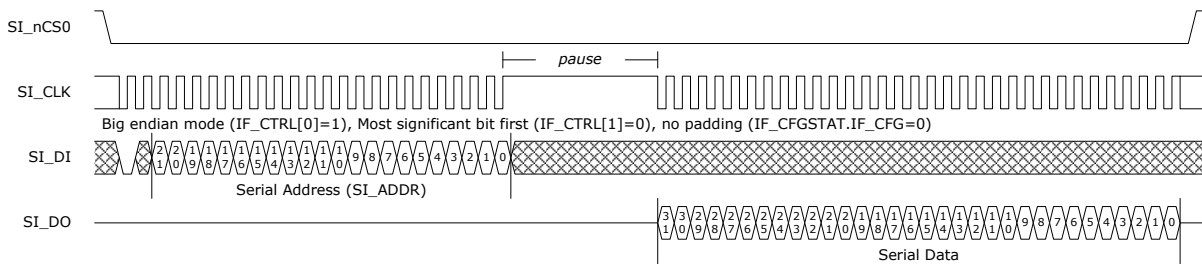 SI_nCS0
pause
SI_CLK
Big endian mode (IF_CTRL[0]=1), Most significant bit first (IF_CTRL[1]=0), no padding (IF_CFGSTAT.IF_CFG=0)
SI_DI
21 20 19 18 17 16 15 14 13 12 11 10 9 8 7 6 5 4 3 2 1 0
Serial Address (SI_ADDR)
SI_DO
31 30 29 28 27 26 25 24 23 22 21 20 19 18 17 16 15 14 13 12 11 10 9 8 7 6 5 4 3 2 1 0
Serial Data